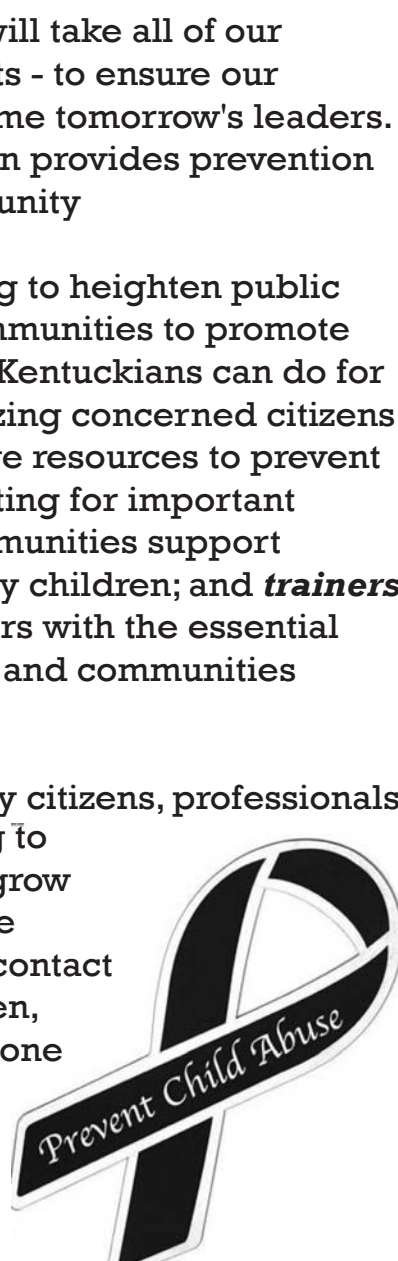 will take all of our
ts - to ensure our
me tomorrow's leaders.
n provides prevention
unity
g to heighten public
mmunities to promote
Kentuckians can do for
zing concerned citizens
ve resources to prevent
ting for important
mmunities support
y children; and trainers
rs with the essential
and communities
y citizens, professionals
g to
grow
e
contact
en,
one
Prevent Child Abuse